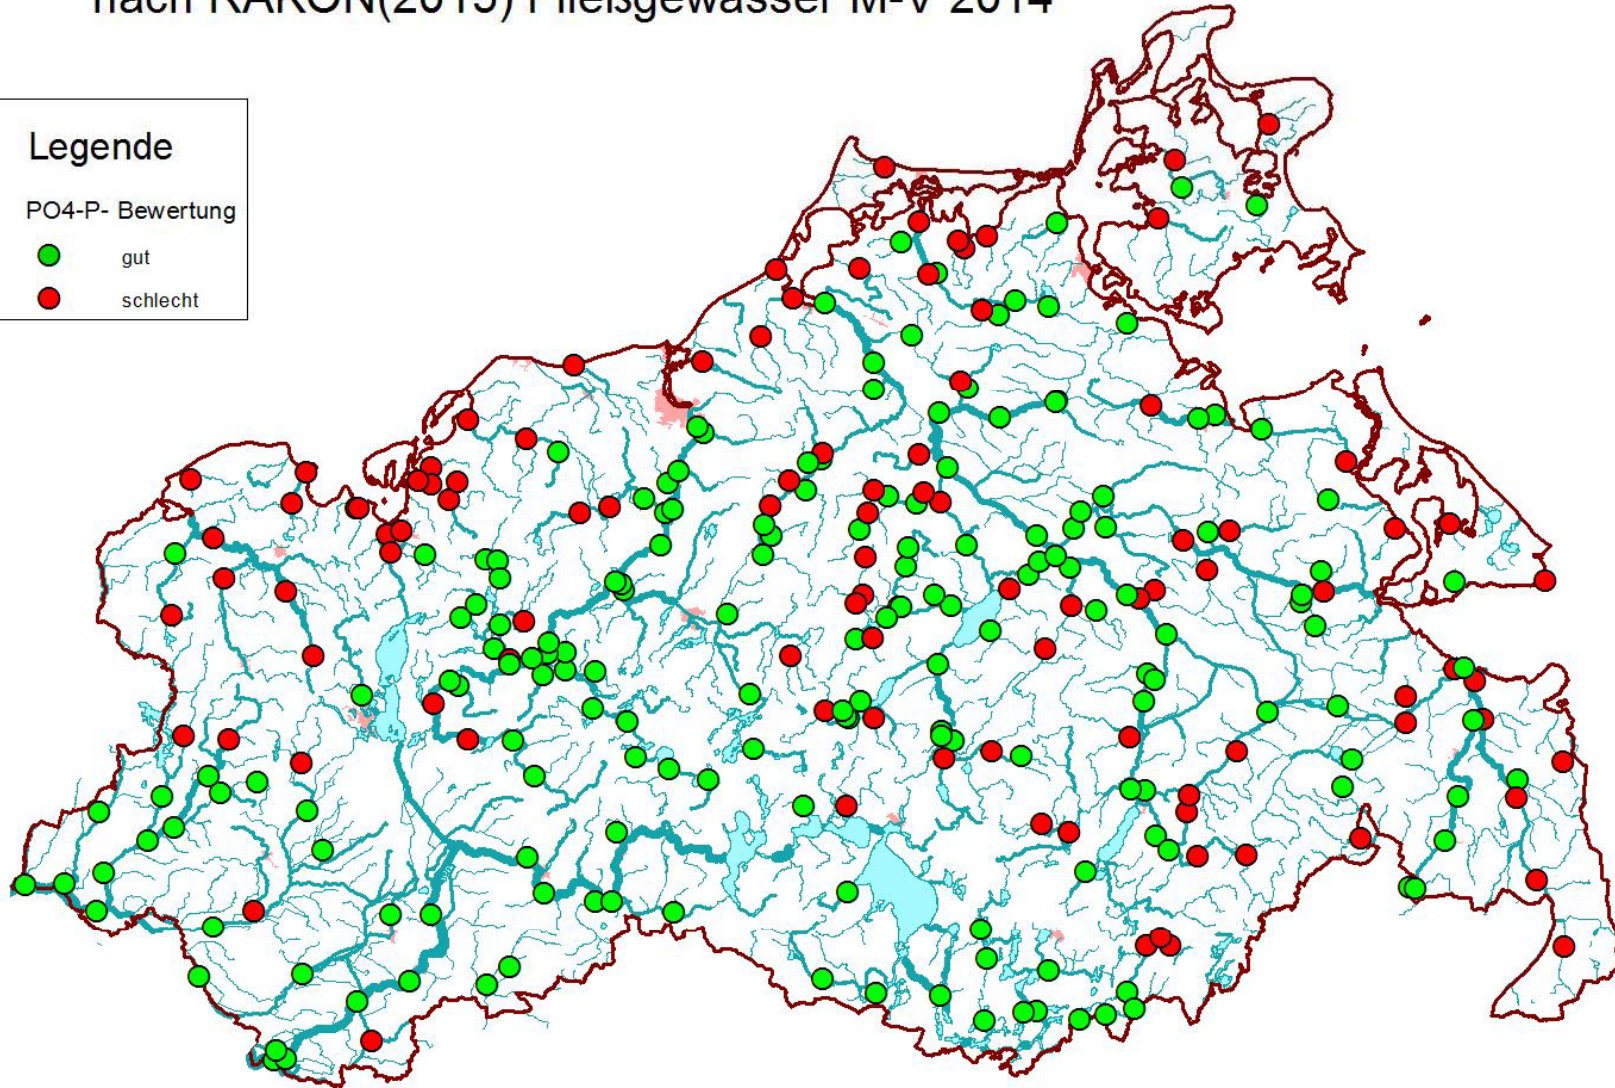 nach RAKON(2015) Fließgewässer M-V 2014
Legende
PO4-P- Bewertung
gut
schlecht